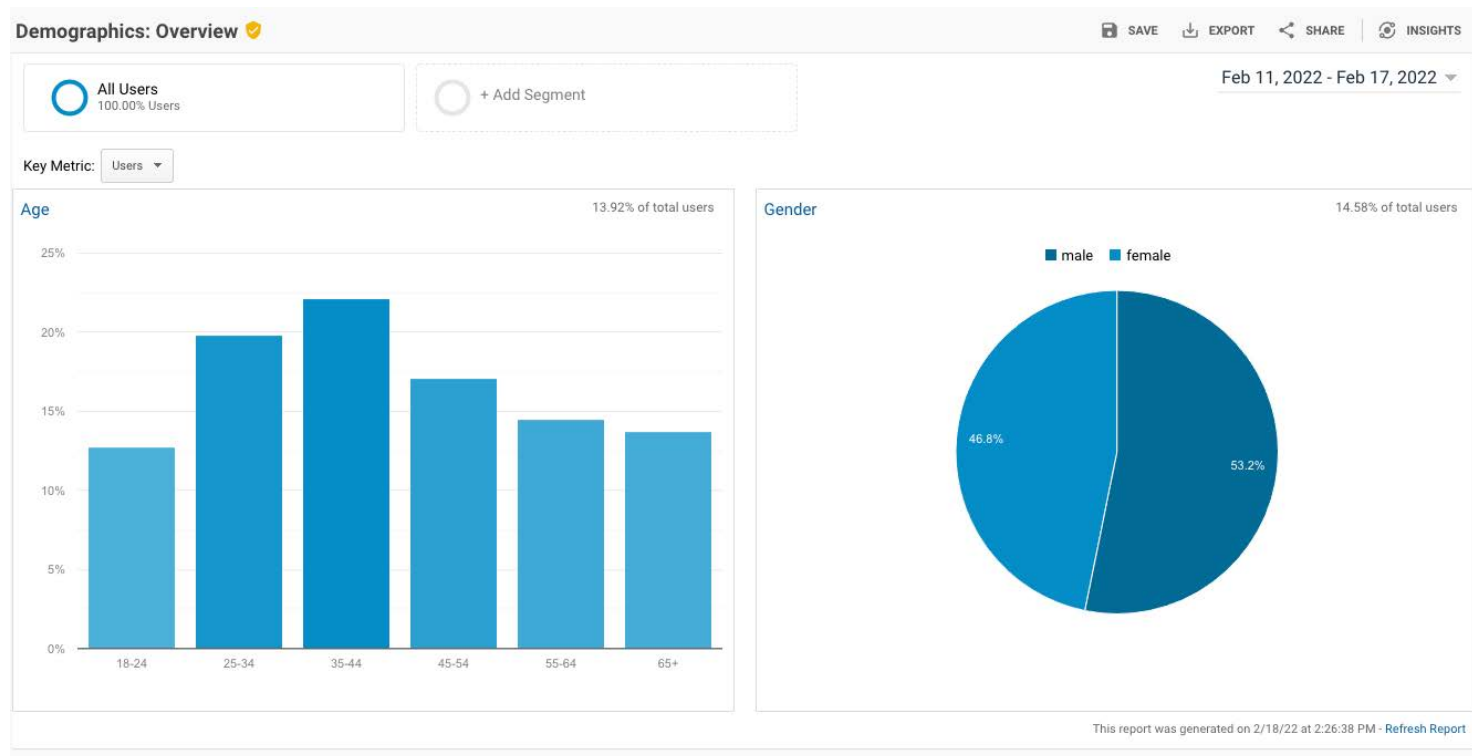 Demographics: Overview
SAVE EXPORT SHARE INSIGHTS
All Users
100.00% Users
+ Add Segment
Feb 11, 2022 - Feb 17, 2022
Key Metric: Users
Age
13.92% of total users
25%
20%
15%
10%
5%
0%
18-24 25-34 35-44 45-54 55-64 65+
Gender
14.58% of total users
male female
46.8%
53.2%
This report was generated on 2/18/22 at 2:26:38 PM - Refresh Report